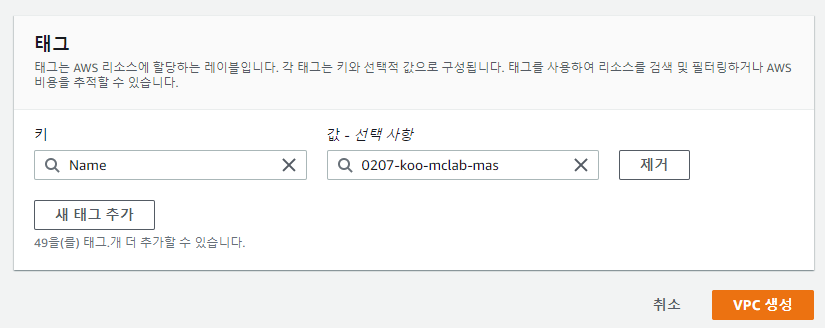 태그
태그는 AWS 리소스에 할당하는 레이블입니다. 각 태그는 키와 선택적 값으로 구성됩니다. 태그를 사용하여 리소스를 검색 및 필터링하거나 AWS
비용을 추적할 수 있습니다.
키
값 - 선택 사항
Name
0207-koo-mclab-mas
제거
새 태그 추가
49을(를) 태그.개 더 추가할 수 있습니다.
취소
VPC 생성